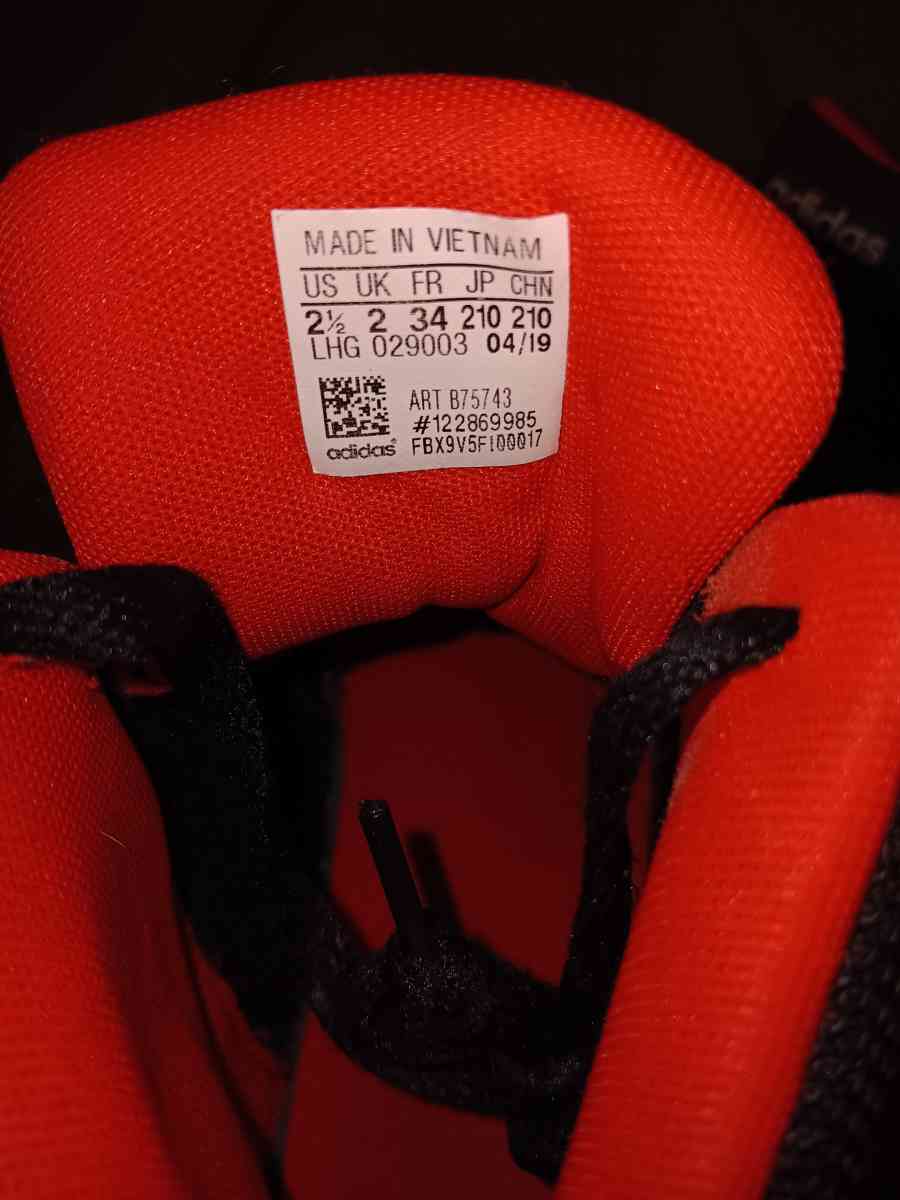 MADE IN VIETNAM
US UK FR JP CHN
2½ 2 34 210 210
LHG 029003 04/19
ART B75743
#122869985
adidas® FBX9V5FI00017
adidas